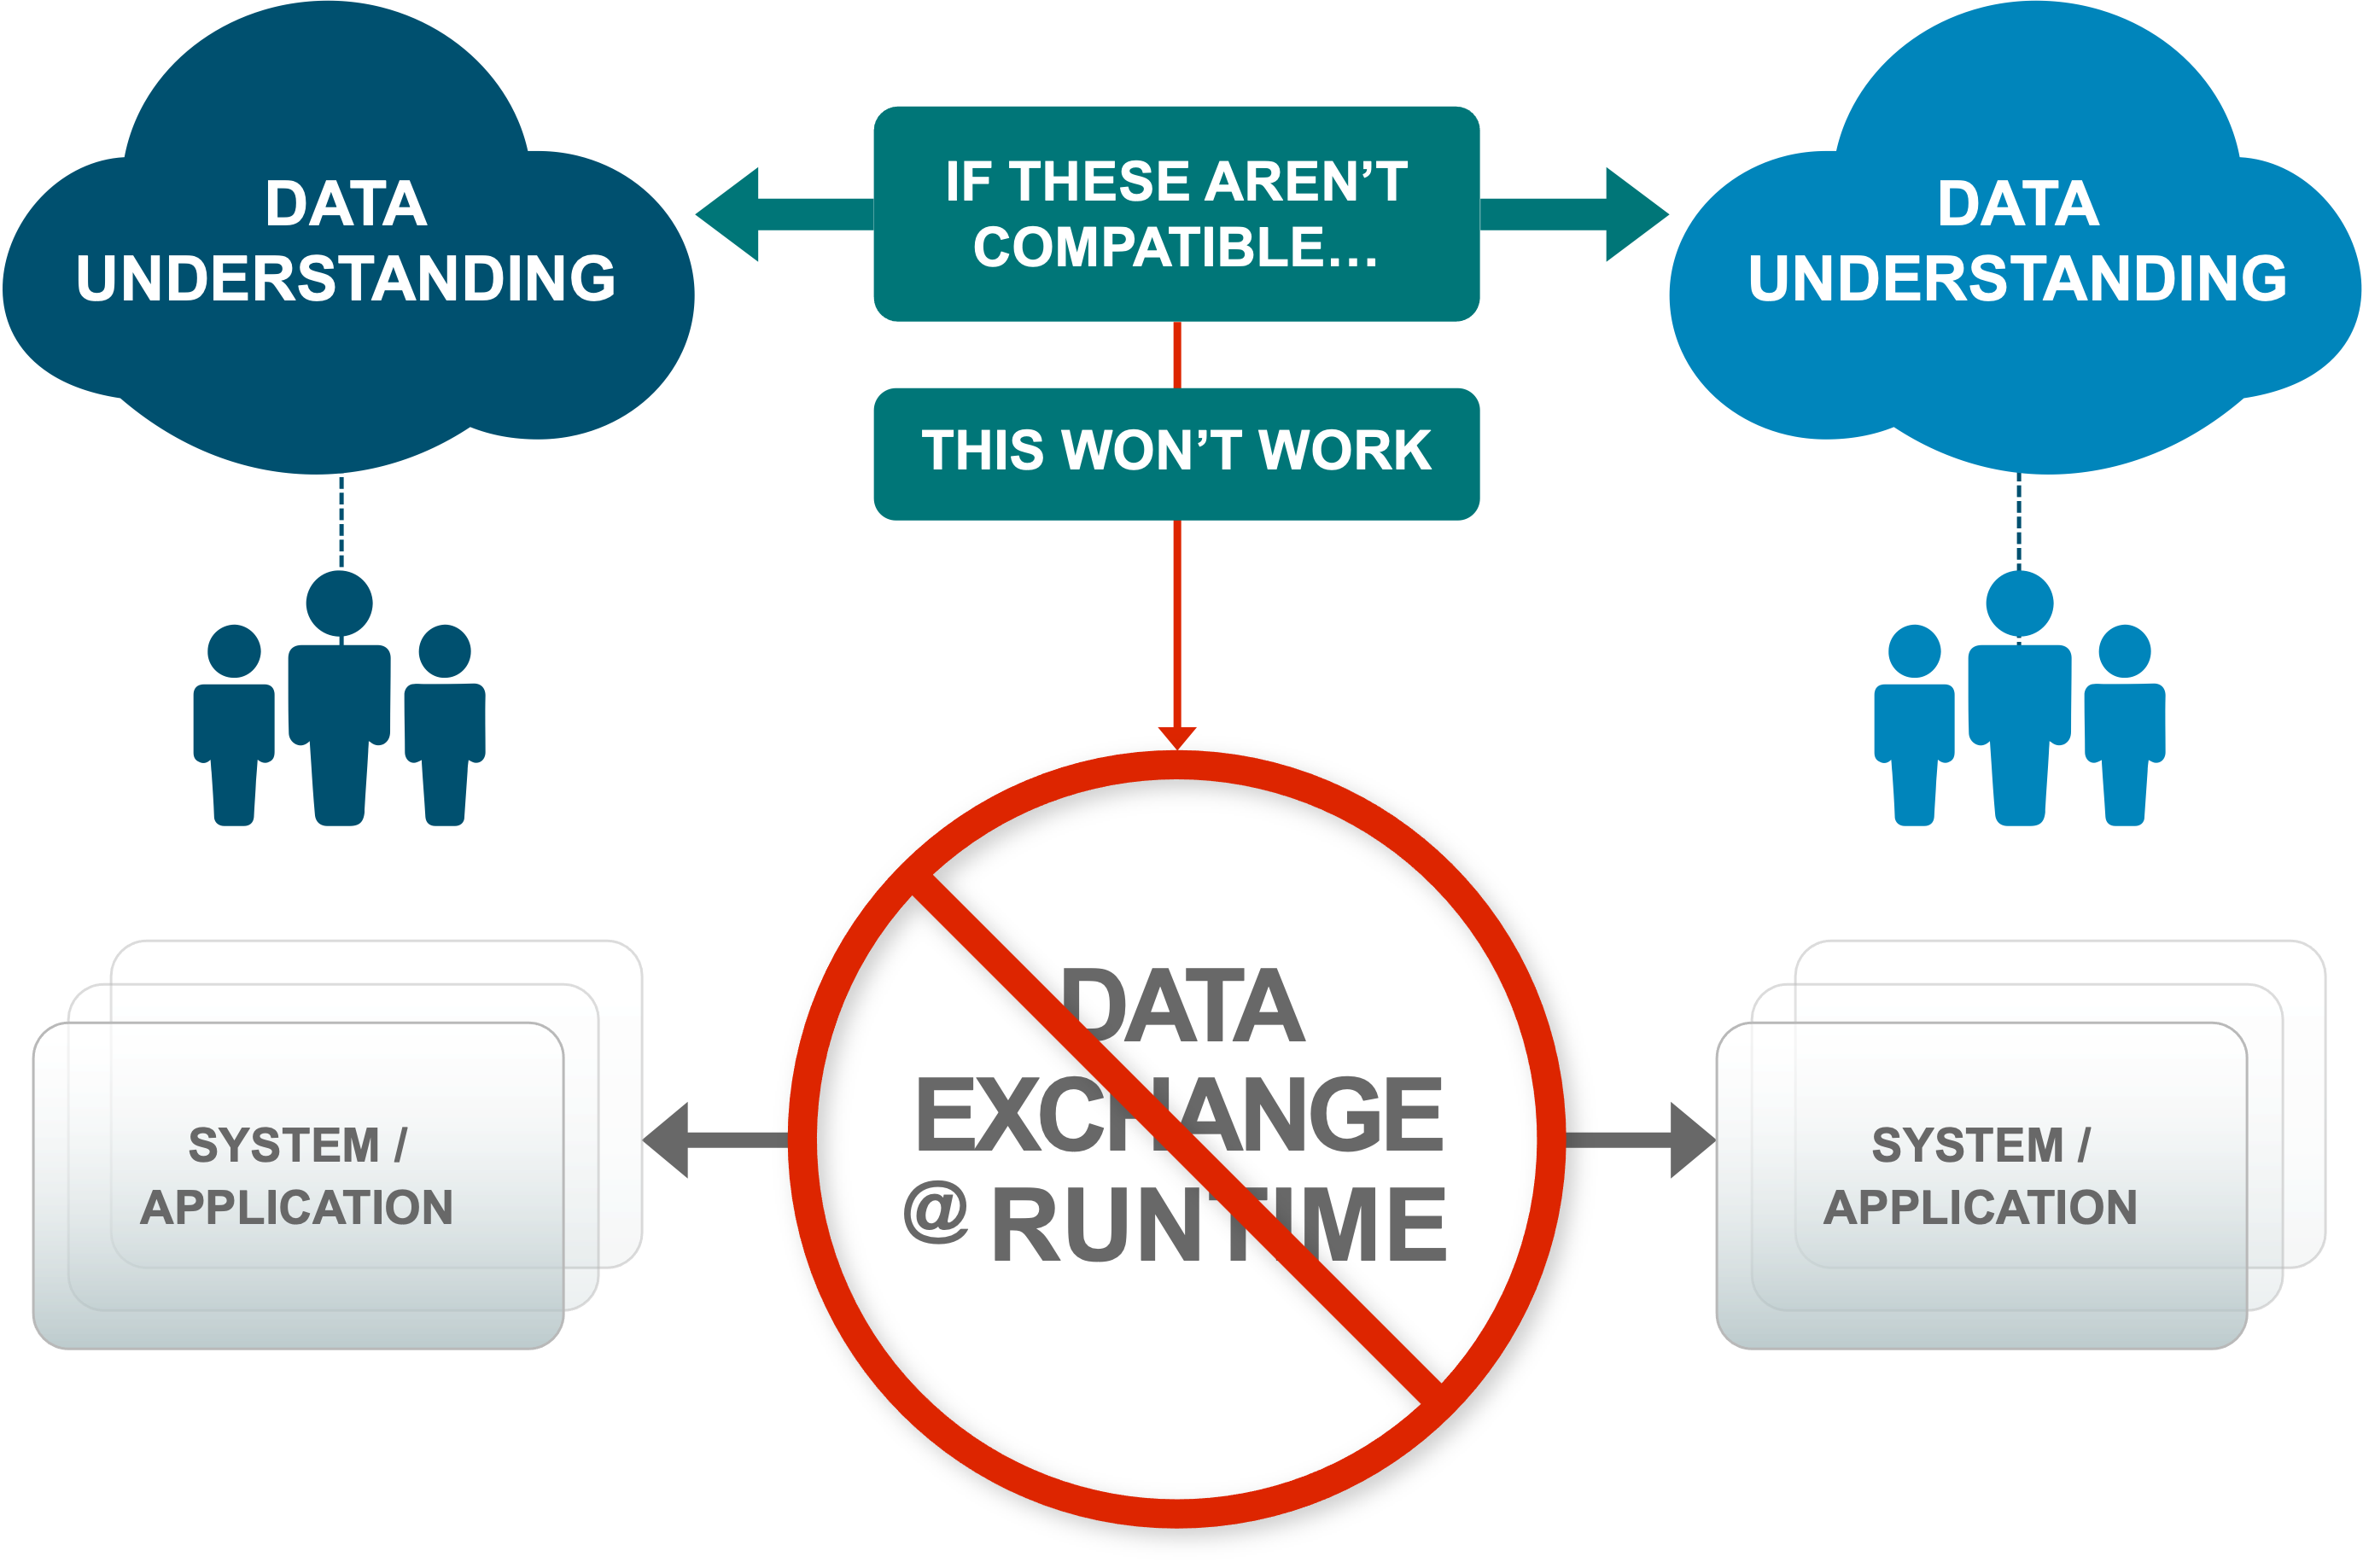 DATA
UNDERSTANDING
IF THESE AREN’T
COMPATIBLE...
DATA
UNDERSTANDING
THIS WON’T WORK
DATA
EXCHANGE
@ RUNTIME
SYSTEM /
APPLICATION
SYSTEM /
APPLICATION